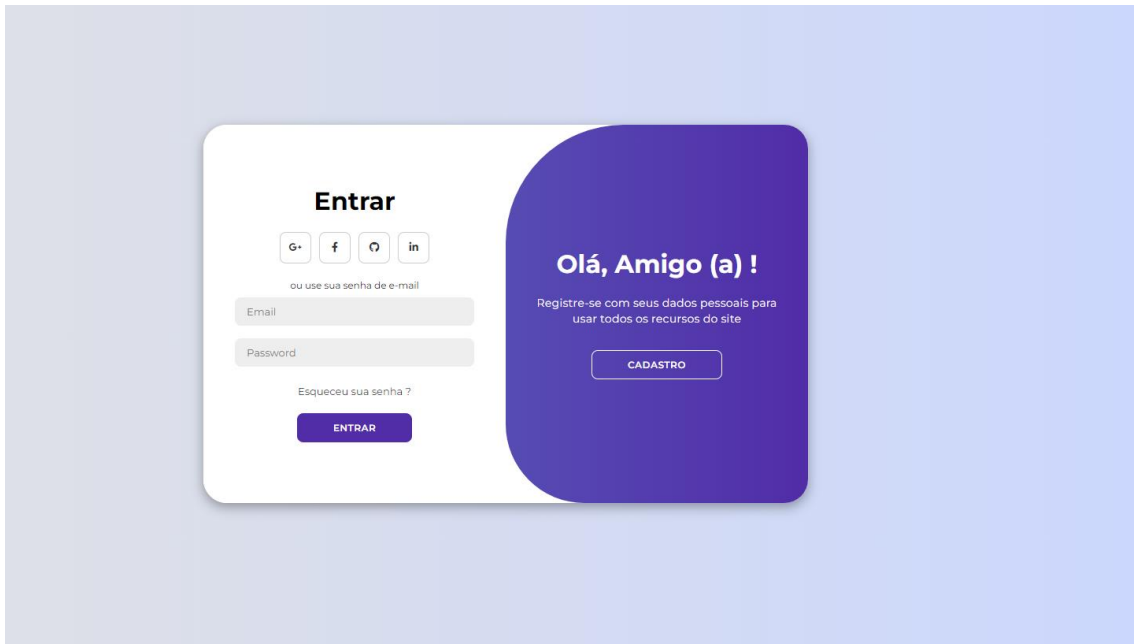 Entrar
G+ f in
ou use sua senha de e-mail
Email
Password
Esqueceu sua senha ?
ENTRAR
Olá, Amigo (a) !
Registre-se com seus dados pessoais para
usar todos os recursos do site
CADASTRO